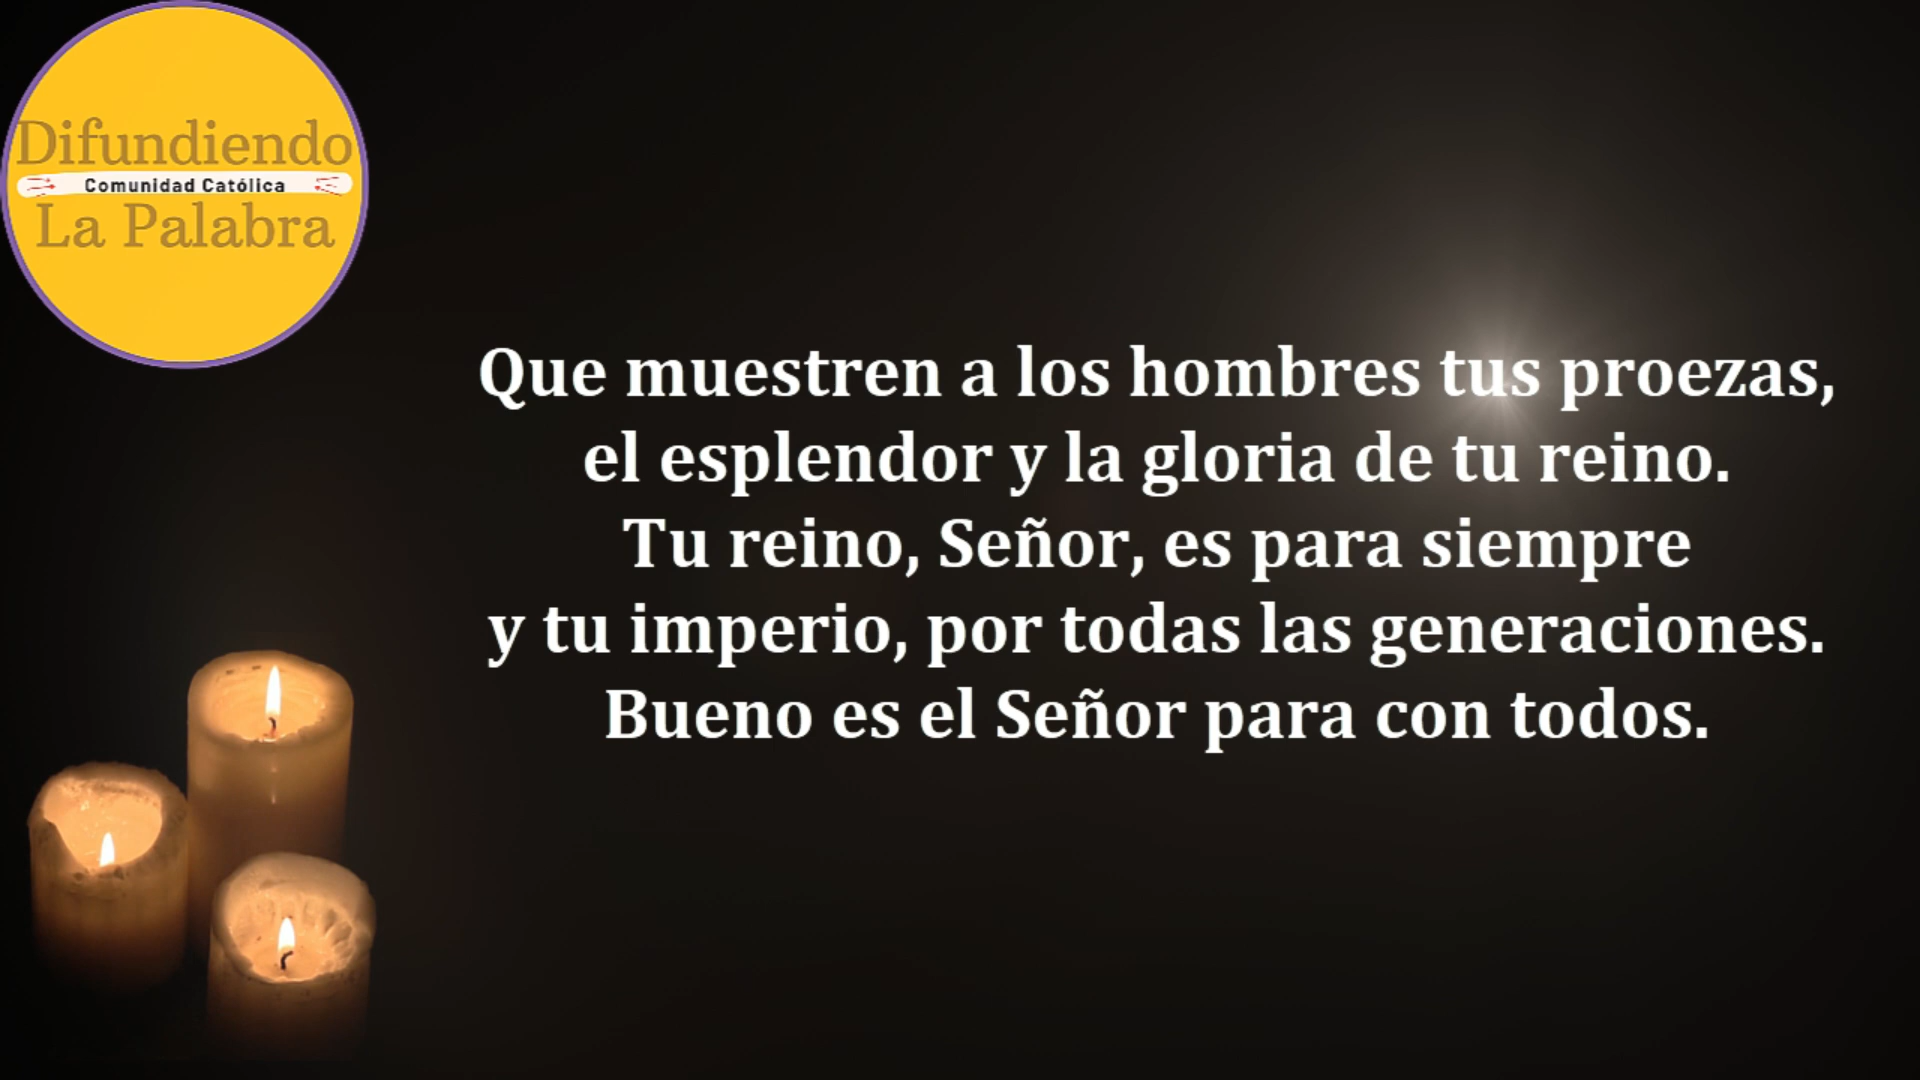 Difundiendo
Comunidad Católica
La Palabra
Que muestren a los hombres tus proezas,
el esplendor y la gloria de tu reino.
Tu reino, Señor, es para siempre
y tu imperio, por todas las generaciones.
Bueno es el Señor para con todos.